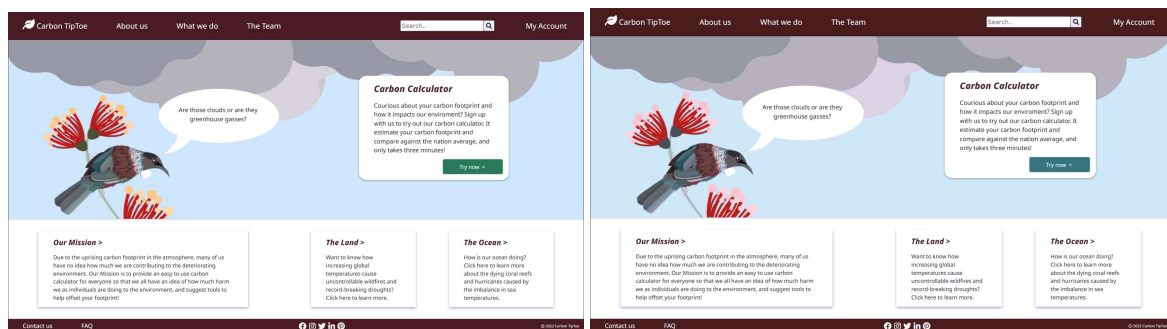 Carbon TipToe About us What we do The Team Search.. My Account
Are those clouds or are they
greenhouse gasses?
Carbon Calculator
Courious about your carbon footprint and
how it impacts our enviroment? Sign up
with us to try out our carbon calculator. It
estimate your carbon footprint and
compare against the nation average, and
only takes three minutes!
Try now >
Our Mission >
Due to the uprising carbon footprint in the atmosphere, many of us
have no idea how much we are contributing to the deteriorating
environment. Our Mission is to provide an easy to use carbon
calculator for everyone so that we all have an idea of how much harm
we as individuals are doing to the environment, and suggest tools to
help offset your footprint!
The Land >
Want to know how
increasing global
temperatures cause
uncontrollable wildfires and
record-breaking droughts?
Click here to learn more.
The Ocean >
How is our ocean doing?
Click here to learn more
about the dying coral reefs
and hurricanes caused by
the imbalance in sea
temperatures.
Contact us FAQ © 2022 Carbon TipToe
Carbon TipToe About us What we do The Team Search.. My Account
Are those clouds or are they
greenhouse gasses?
Carbon Calculator
Courious about your carbon footprint and
how it impacts our enviroment? Sign up
with us to try out our carbon calculator. It
estimate your carbon footprint and
compare against the nation average, and
only takes three minutes!
Try now >
Our Mission >
Due to the uprising carbon footprint in the atmosphere, many of us
have no idea how much we are contributing to the deteriorating
environment. Our Mission is to provide an easy to use carbon
calculator for everyone so that we all have an idea of how much harm
we as individuals are doing to the environment, and suggest tools to
help offset your footprint!
The Land >
Want to know how
increasing global
temperatures cause
uncontrollable wildfires and
record-breaking droughts?
Click here to learn more.
The Ocean >
How is our ocean doing?
Click here to learn more
about the dying coral reefs
and hurricanes caused by
the imbalance in sea
temperatures.
Contact us FAQ © 2022 Carbon TipToe